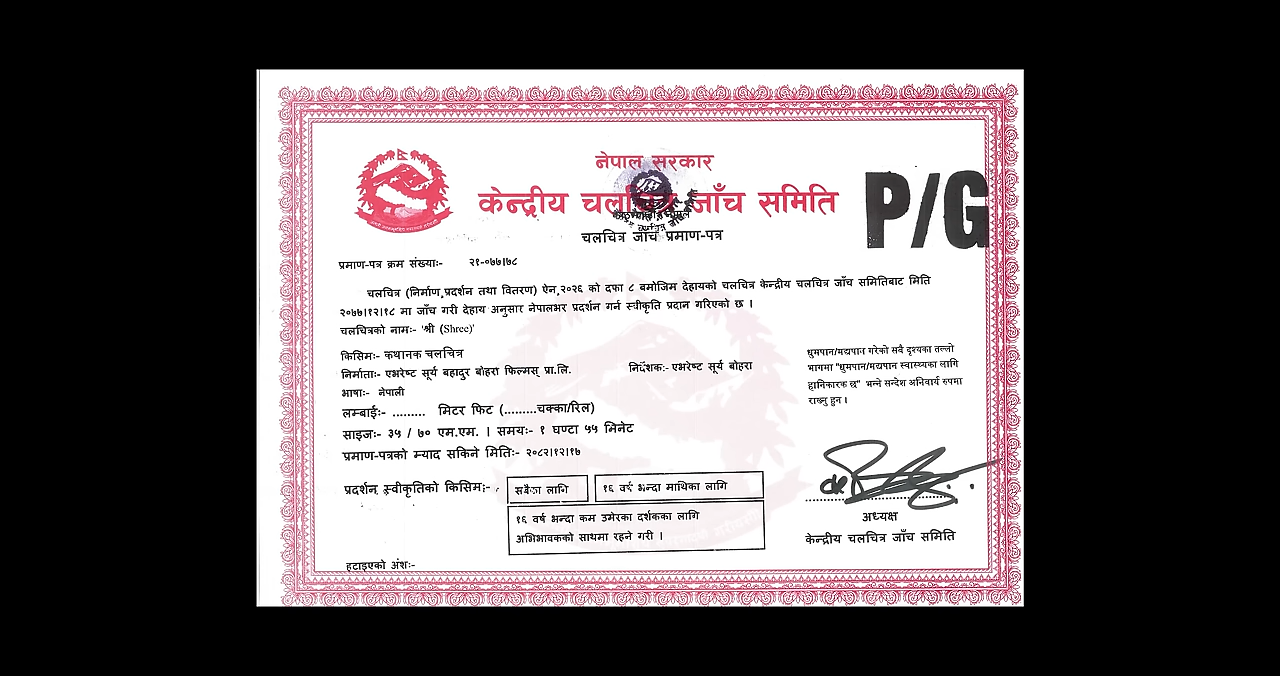 नेपाल सरकार
केन्द्रीय चलचित्र जाँच समिति
P/G
चलचित्र जाँच प्रमाण-पत्र
प्रमाण-पत्र क्रम संख्याः- २१-०७७/७८
चलचित्र (निर्माण,प्रदर्शन तथा वितरण) ऐन,२०२६ को दफा ८ बमोजिम देहायको चलचित्र केन्द्रीय चलचित्र जाँच समितिबाट मिति
२०७७/१२/१८ मा जाँच गरी देहाय अनुसार नेपालभर प्रदर्शन गर्न स्वीकृति प्रदान गरिएको छ ।
चलचित्रको नामः- 'श्री (Shree)'
किसिमः- कथानक चलचित्र
निर्माताः- एभरेष्ट सूर्य बहादुर बोहरा फिल्मस् प्रा.लि. निर्देशकः- एभरेष्ट सूर्य बोहरा
भाषाः- नेपाली
लम्बाईः- ......... मिटर फिट (.........चक्का/रिल)
साइजः- ३५ / ७० एम.एम. । समयः- १ घण्टा ५५ मिनेट
प्रमाण-पत्रको म्याद सकिने मितिः- २०८२/१२/१७
धुमपान/मद्यपान गरेको सबै दृश्यका तल्लो
भागमा "धुमपान/मद्यपान स्वास्थ्यका लागि
हानिकारक छ" भन्ने सन्देश अनिवार्य रुपमा
राख्नु हुन ।
प्रदर्शन स्वीकृतिको किसिमः- सबैका लागि १६ वर्ष भन्दा माथिका लागि
१६ वर्ष भन्दा कम उमेरका दर्शकका लागि
अभिभावकको साथमा रहने गरी ।
अध्यक्ष
केन्द्रीय चलचित्र जाँच समिति
हटाइएको अंशः-